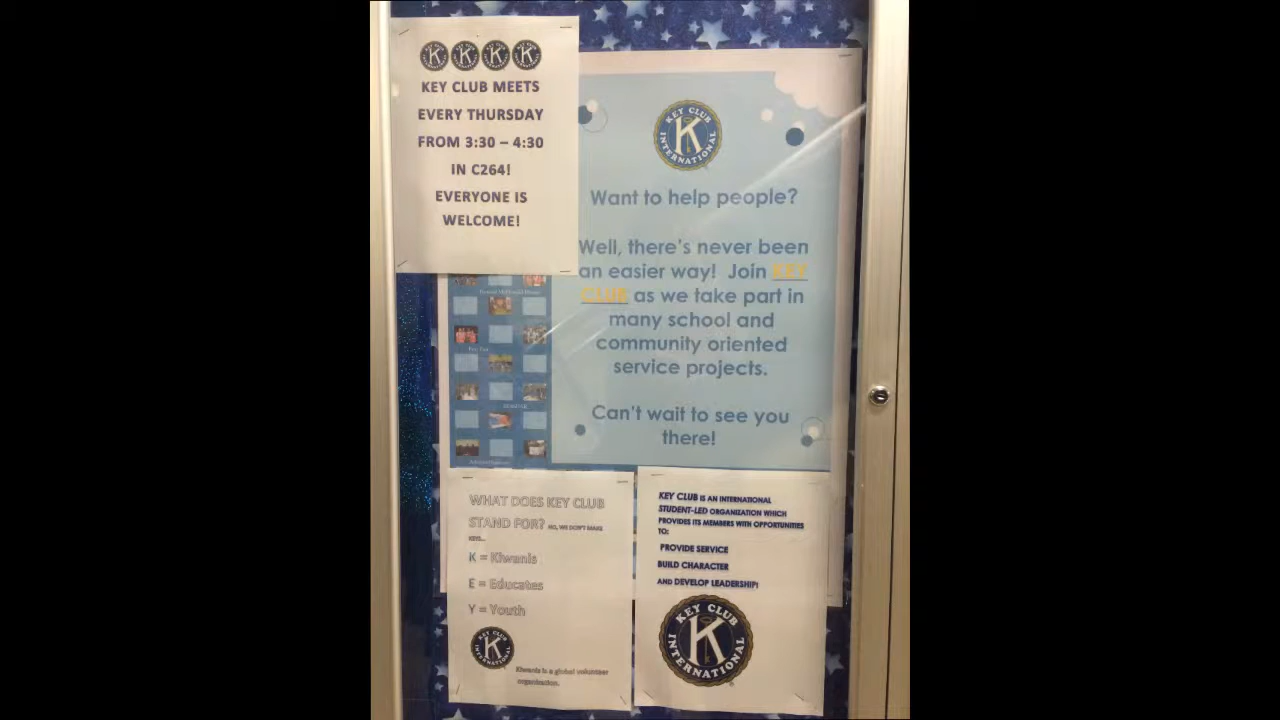 KEY CLUB MEETS
EVERY THURSDAY
FROM 3:30 – 4:30
IN C264!
EVERYONE IS
WELCOME!
KEY CLUB
K
INTERNATIONAL
Want to help people?
Well, there's never been
an easier way! Join KEY
CLUB as we take part in
many school and
community oriented
service projects.
Can't wait to see you
there!
WHAT DOES KEY CLUB
STAND FOR? NO, WE DON'T MAKE
KEYS...
K = Kiwanis
E = Educates
Y = Youth
KEY CLUB
K
INTERNATIONAL
Kiwanis is a global volunteer
organization.
KEY CLUB IS AN INTERNATIONAL
STUDENT-LED ORGANIZATION WHICH
PROVIDES ITS MEMBERS WITH OPPORTUNITIES
TO:
PROVIDE SERVICE
BUILD CHARACTER
AND DEVELOP LEADERSHIP!
KEY CLUB
K
INTERNATIONAL